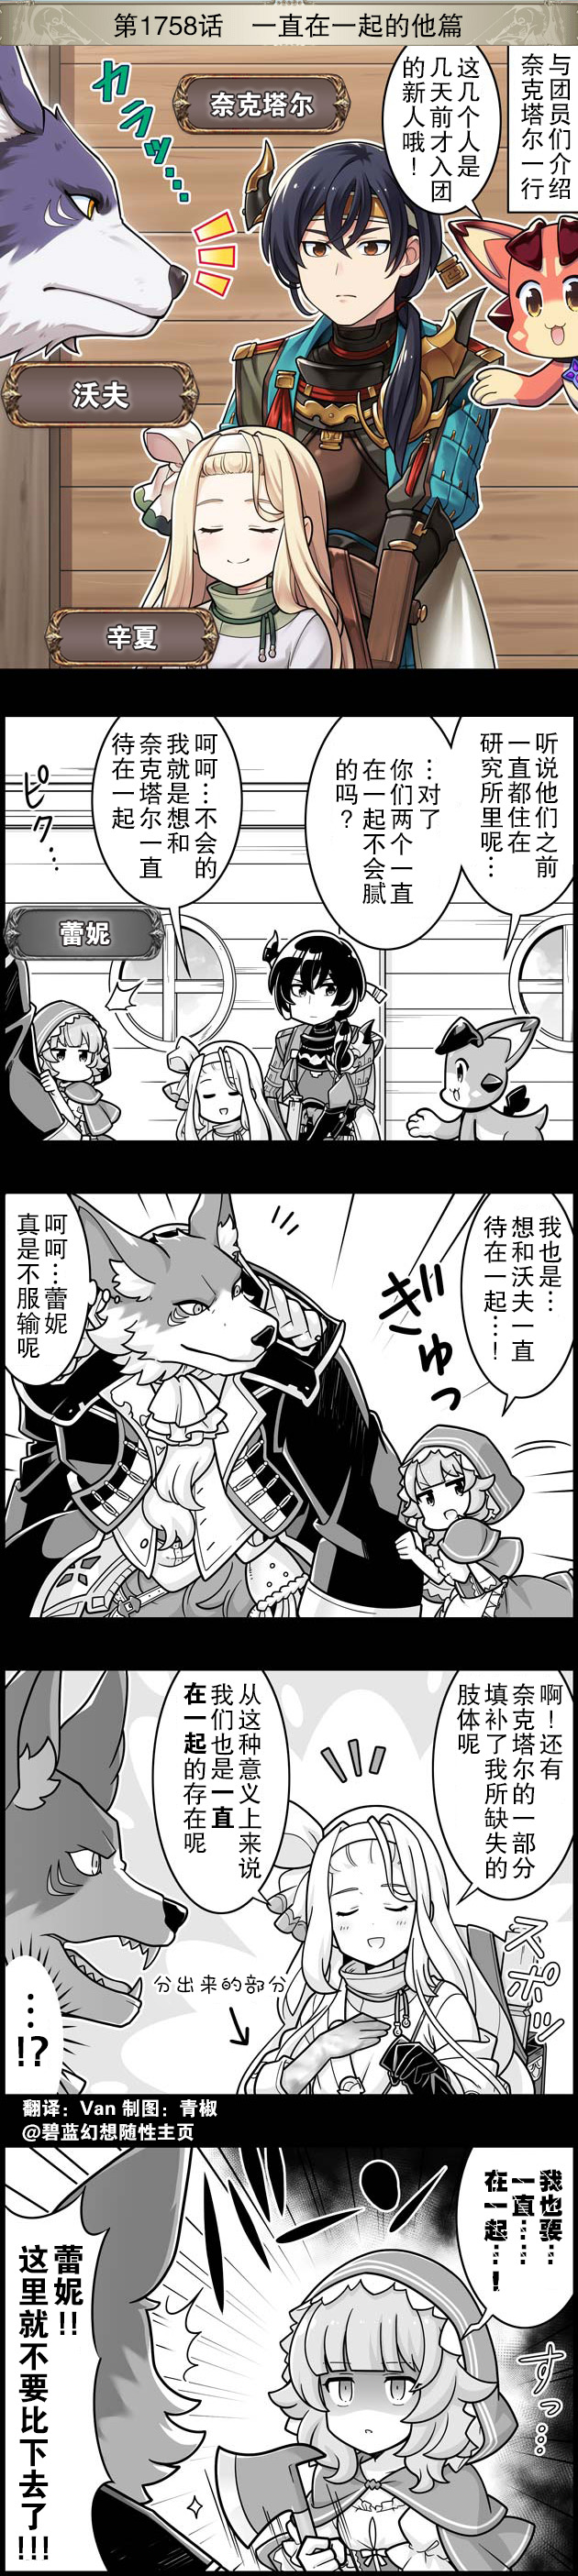 第1758话　一直在一起的他篇
与团员们介绍
奈克塔尔一行
这几个人是
几天前才入团
的新人哦！
奈克塔尔
カラッ…
沃夫
辛夏
听说他们之前
一直都住在
研究所里呢…
…对了
你们两个一直
在一起不会腻
的吗？
呵呵…不会的
我就是想和
奈克塔尔一直
待在一起
ピタ…
蕾妮
我也是…
想和沃夫一直
待在一起…！
ぎゅっ
呵呵…蕾妮
真是不服输呢
啊！还有
奈克塔尔的一部分
填补了我所缺失的
肢体呢
从这种意义上来说
我们也是一直
在一起的存在呢
スポッ
分出来的部分
…!?
翻译：Van 制图：青椒
@碧蓝幻想随性主页
我也要…
一直……
在一起…！
すっ…
蕾妮!!
这里就不要比下去了!!!